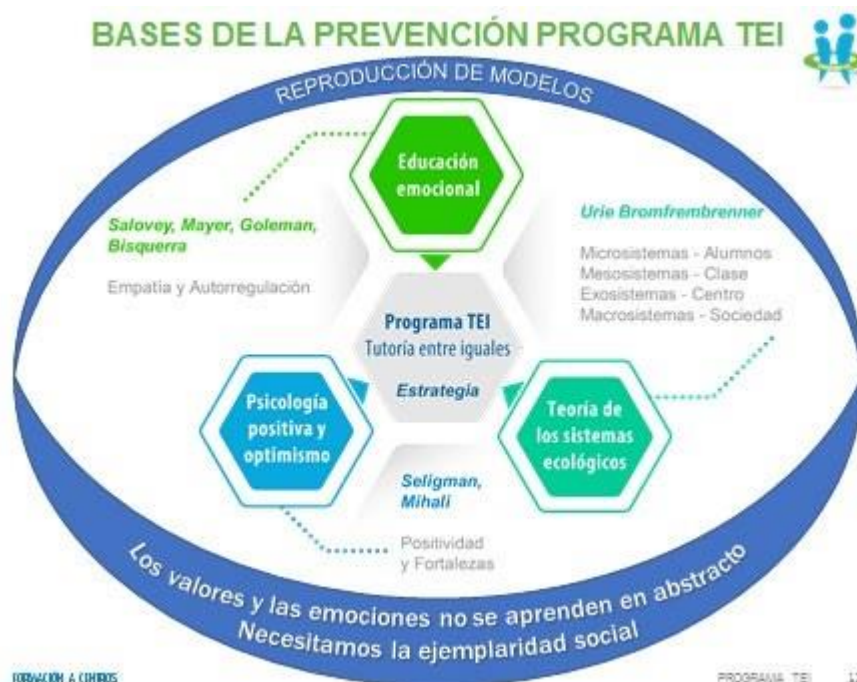 BASES DE LA PREVENCIÓN PROGRAMA TEI
REPRODUCCIÓN DE MODELOS
Educación
emocional
Salovey, Mayer, Goleman,
Bisquerra
Empatía y Autorregulación
Urie Bromfrembrenner
Microsistemas - Alumnos
Mesosistemas - Clase
Exosistemas - Centro
Macrosistemas - Sociedad
Programa TEI
Tutoría entre iguales
Estrategia
Psicología
positiva y
optimismo
Teoría de
los sistemas
ecológicos
Seligman,
Mihali
Positividad
y Fortalezas
Los valores y las emociones no se aprenden en abstracto
Necesitamos la ejemplaridad social
FORMACIÓN A CENTROS
PROGRAMA TEI